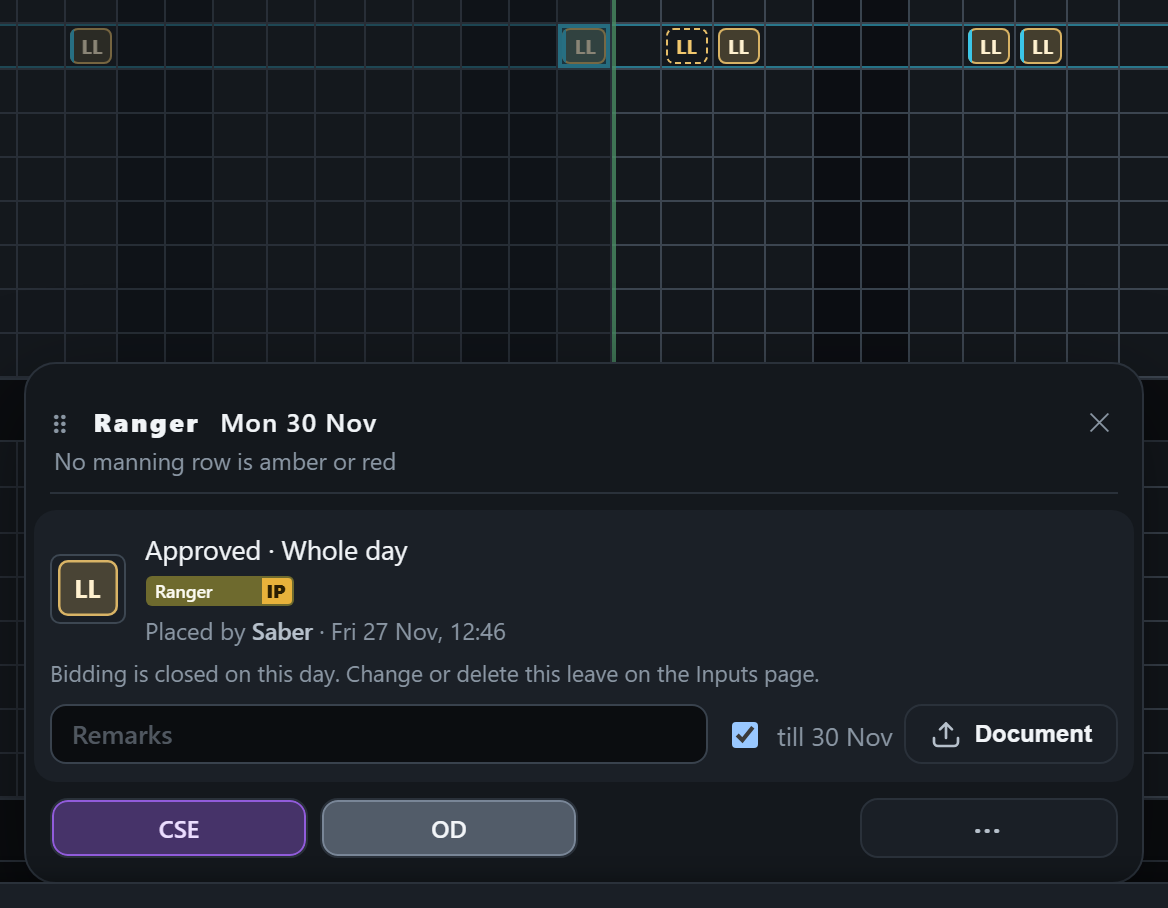 LL LL LL LL LL LL
Ranger Mon 30 Nov
No manning row is amber or red
LL
Approved · Whole day
Ranger IP
Placed by Saber · Fri 27 Nov, 12:46
Bidding is closed on this day. Change or delete this leave on the Inputs page.
Remarks
till 30 Nov
Document
CSE
OD
...